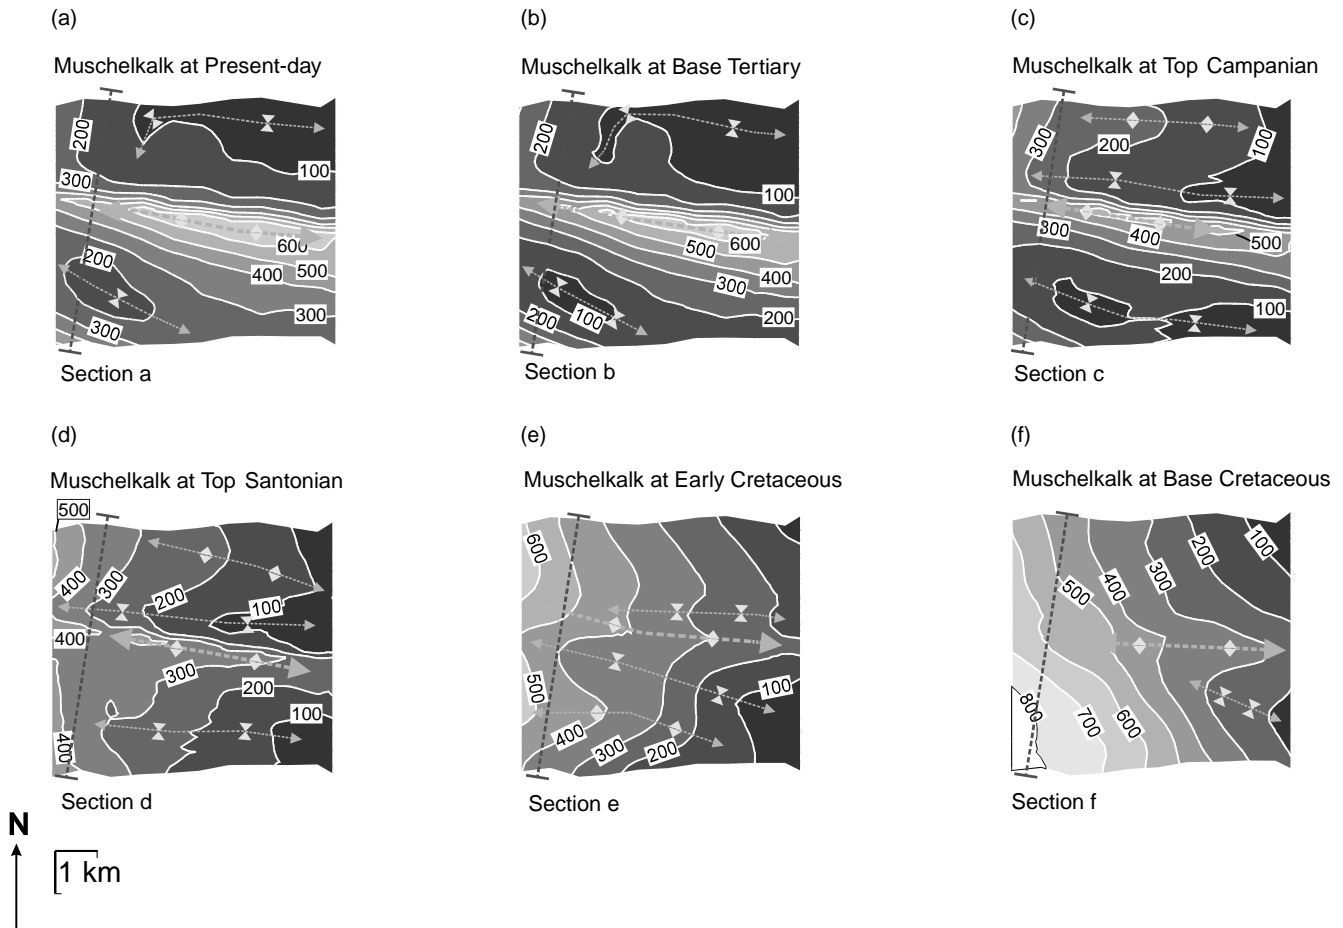 (a)
(b)
(c)
Muschelkalk at Present-day
Muschelkalk at Base Tertiary
Muschelkalk at Top Campanian
200
100
300
600
200
400
500
300
300
200
100
500
600
400
300
200
100
200
300
200
100
300
400
500
200
100
Section a
Section b
Section c
(d)
(e)
(f)
Muschelkalk at Top Santonian
Muschelkalk at Early Cretaceous
Muschelkalk at Base Cretaceous
500
400
300
200
100
400
300
200
100
400
600
500
400
300
200
100
100
200
300
400
500
800
700
600
Section d
Section e
Section f
N
1 km